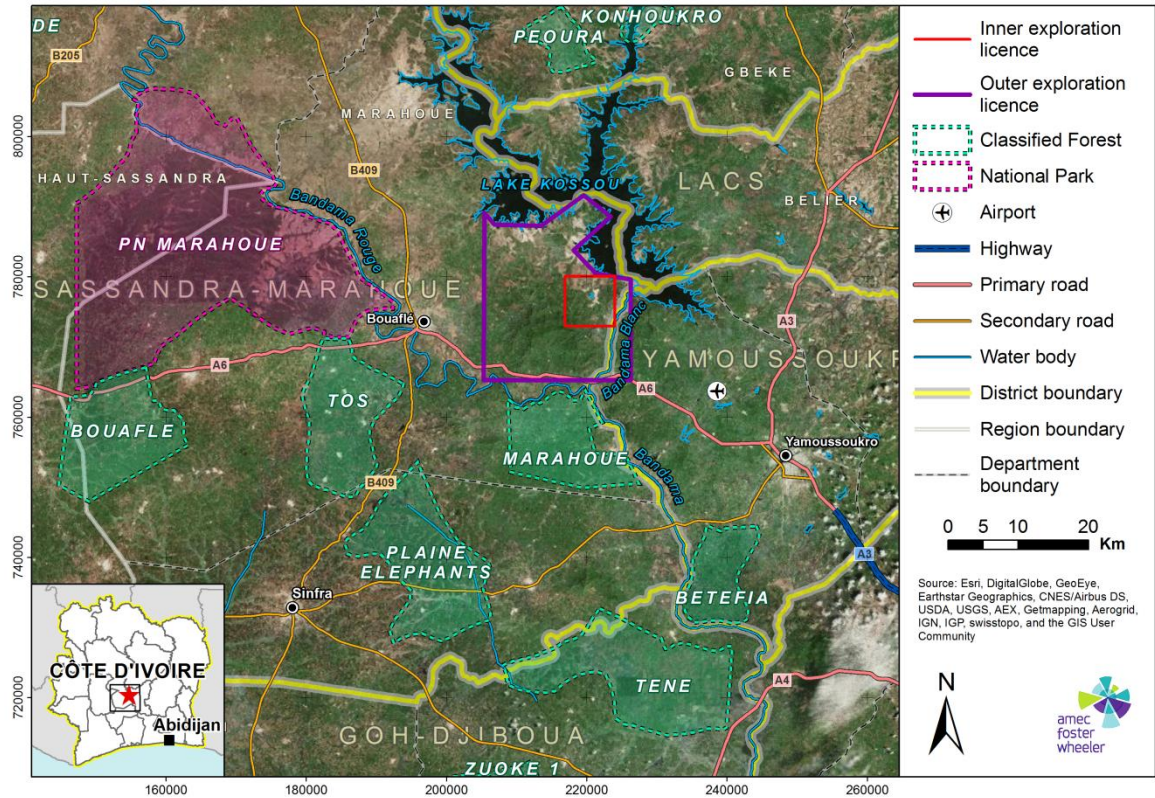 KONHOUKRO
PEOURA
DE
B205
GBEKE
MARAHOUE
800000
B409
HAUT-SASSANDRA
LAKE KOSSOU
LACS
BELIER
Bandama Rouge
PN MARAHOUE
780000
SASSANDRA-MARAHOUE
Bouaflé
Bandama Blanc
A3
YAMOUSSOUKR
A6
A6
TOS
760000
BOUAFLE
MARAHOUE
Yamoussoukro
Bandama
B409
740000
PLAINE
ELEPHANTS
A3
BETEFIA
Sinfra
720000
TENE
A4
GOH-DJIBOUA
ZUOKE 1
CÔTE D'IVOIRE
Abidijan
160000
180000
200000
220000
240000
260000
Inner exploration
licence
Outer exploration
licence
Classified Forest
National Park
Airport
Highway
Primary road
Secondary road
Water body
District boundary
Region boundary
Department
boundary
0 5 10 20
Km
Source: Esri, DigitalGlobe, GeoEye,
Earthstar Geographics, CNES/Airbus DS,
USDA, USGS, AEX, Getmapping, Aerogrid,
IGN, IGP, swisstopo, and the GIS User
Community
N
amec
foster
wheeler